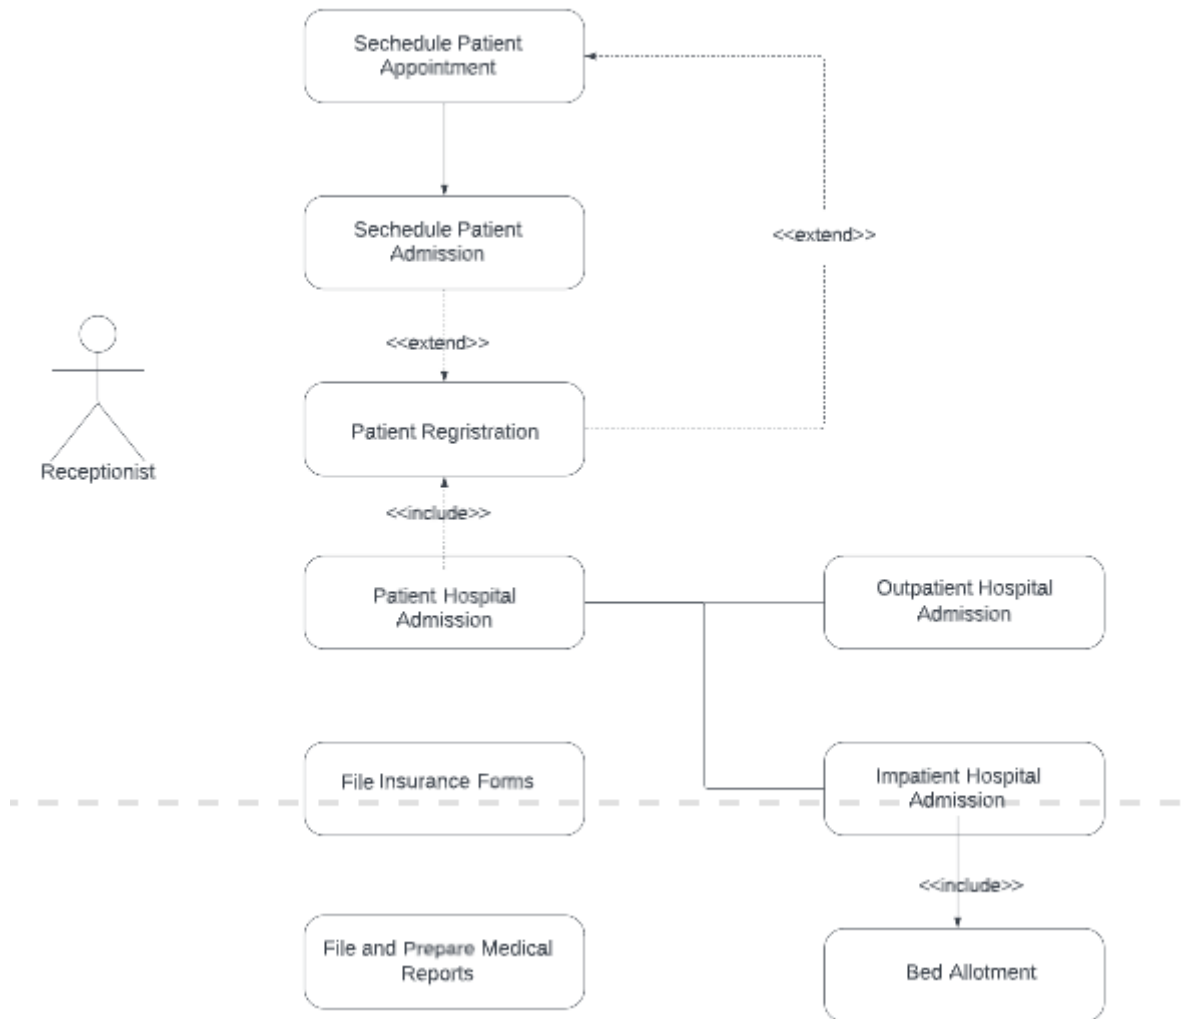 Sechedule Patient
Appointment
<<extend>>
Sechedule Patient
Admission
<<extend>>
Patient Regristration
Receptionist
<<include>>
Patient Hospital
Admission
Outpatient Hospital
Admission
File Insurance Forms
Impatient Hospital
Admission
<<include>>
File and Prepare Medical
Reports
Bed Allotment